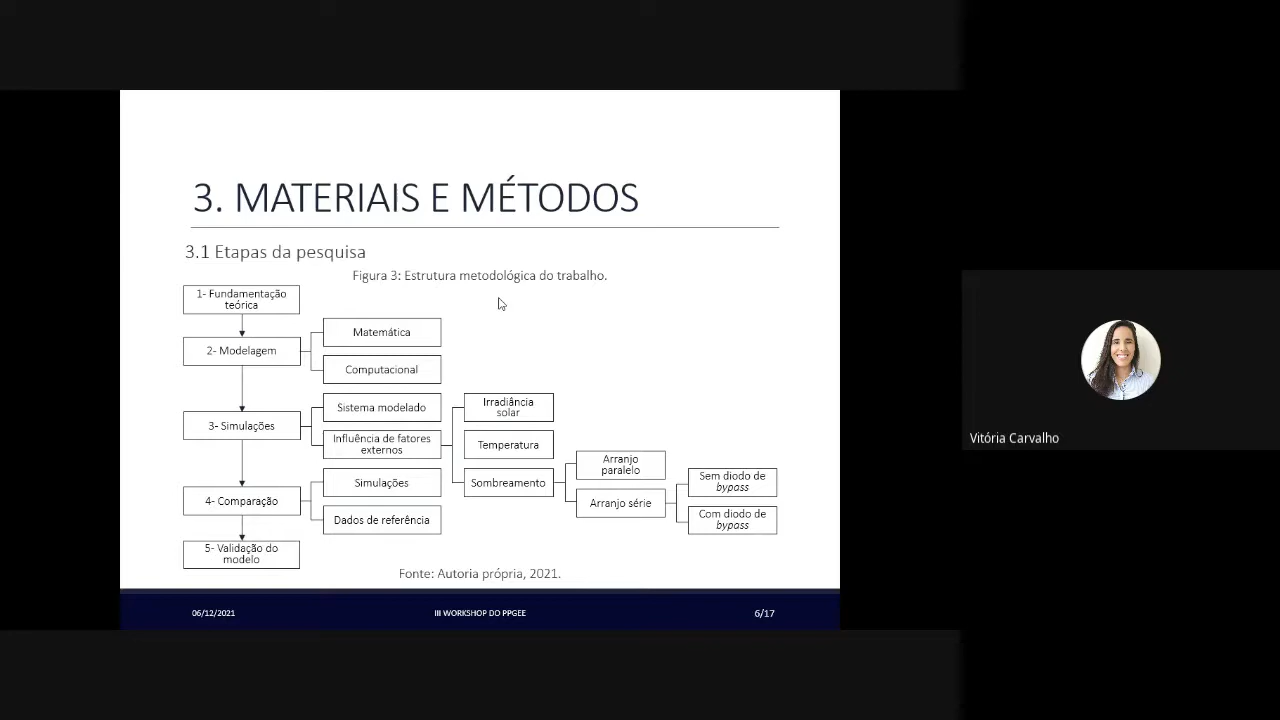 3. MATERIAIS E MÉTODOS
3.1 Etapas da pesquisa
Figura 3: Estrutura metodológica do trabalho.
1- Fundamentação
teórica
2- Modelagem
Matemática
Computacional
3- Simulações
Sistema modelado
Influência de fatores
externos
Irradiância
solar
Temperatura
Sombreamento
Arranjo
paralelo
Arranjo série
Sem diodo de
bypass
Com diodo de
bypass
4- Comparação
Simulações
Dados de referência
5- Validação do
modelo
Fonte: Autoria própria, 2021.
06/12/2021
III WORKSHOP DO PPGEE
6/17
Vitória Carvalho